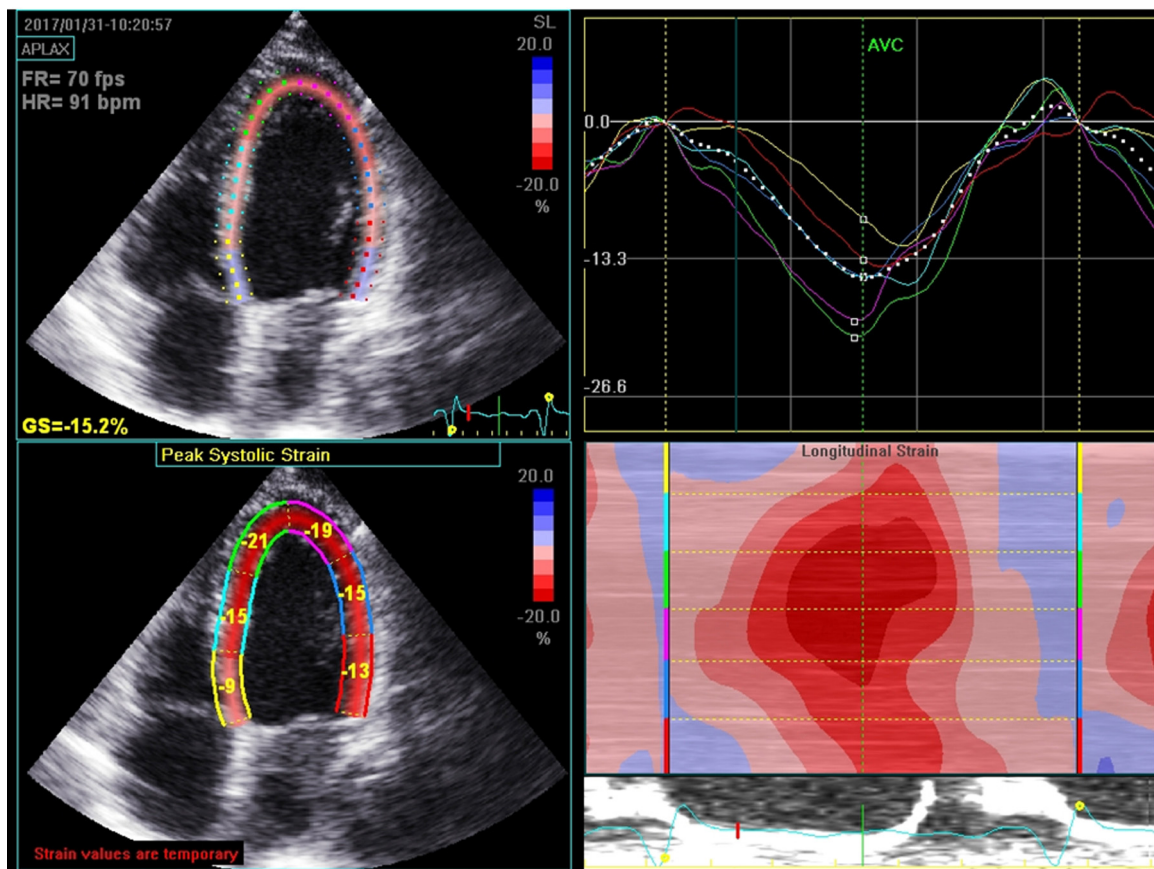 2017/01/31-10:20:57
APLAX
FR= 70 fps
HR= 91 bpm
SL
20.0
-20.0
%
GS=-15.2%
AVC
0.0
-13.3
-26.6
Peak Systolic Strain
20.0
-20.0
%
-21
-19
-15
-15
-9
-13
Strain values are temporary
Longitudinal Strain